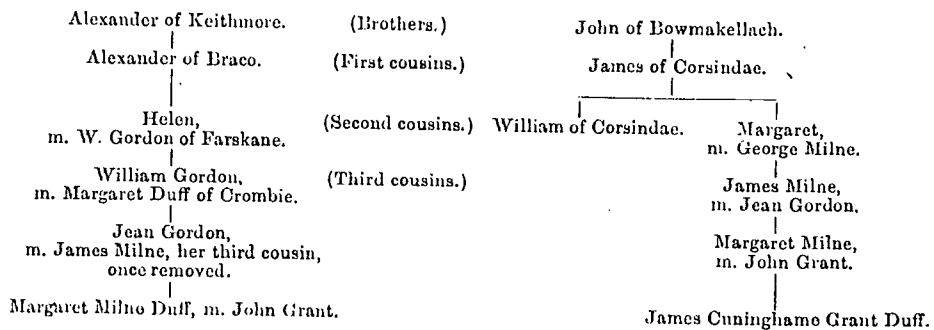 Alexander of Keithmore. (Brothers.) John of Bowmakellach.
Alexander of Braco. (First cousins.) James of Corsindae.
Helen, (Second cousins.) William of Corsindae. Margaret,
m. W. Gordon of Farskane. m. George Milne.
William Gordon, (Third cousins.) James Milne,
m. Margaret Duff of Crombie. m. Jean Gordon.
Jean Gordon, Margaret Milne,
m. James Milne, her third cousin, m. John Grant.
once removed.
Margaret Milne Duff, m. John Grant. James Cuninghame Grant Duff.